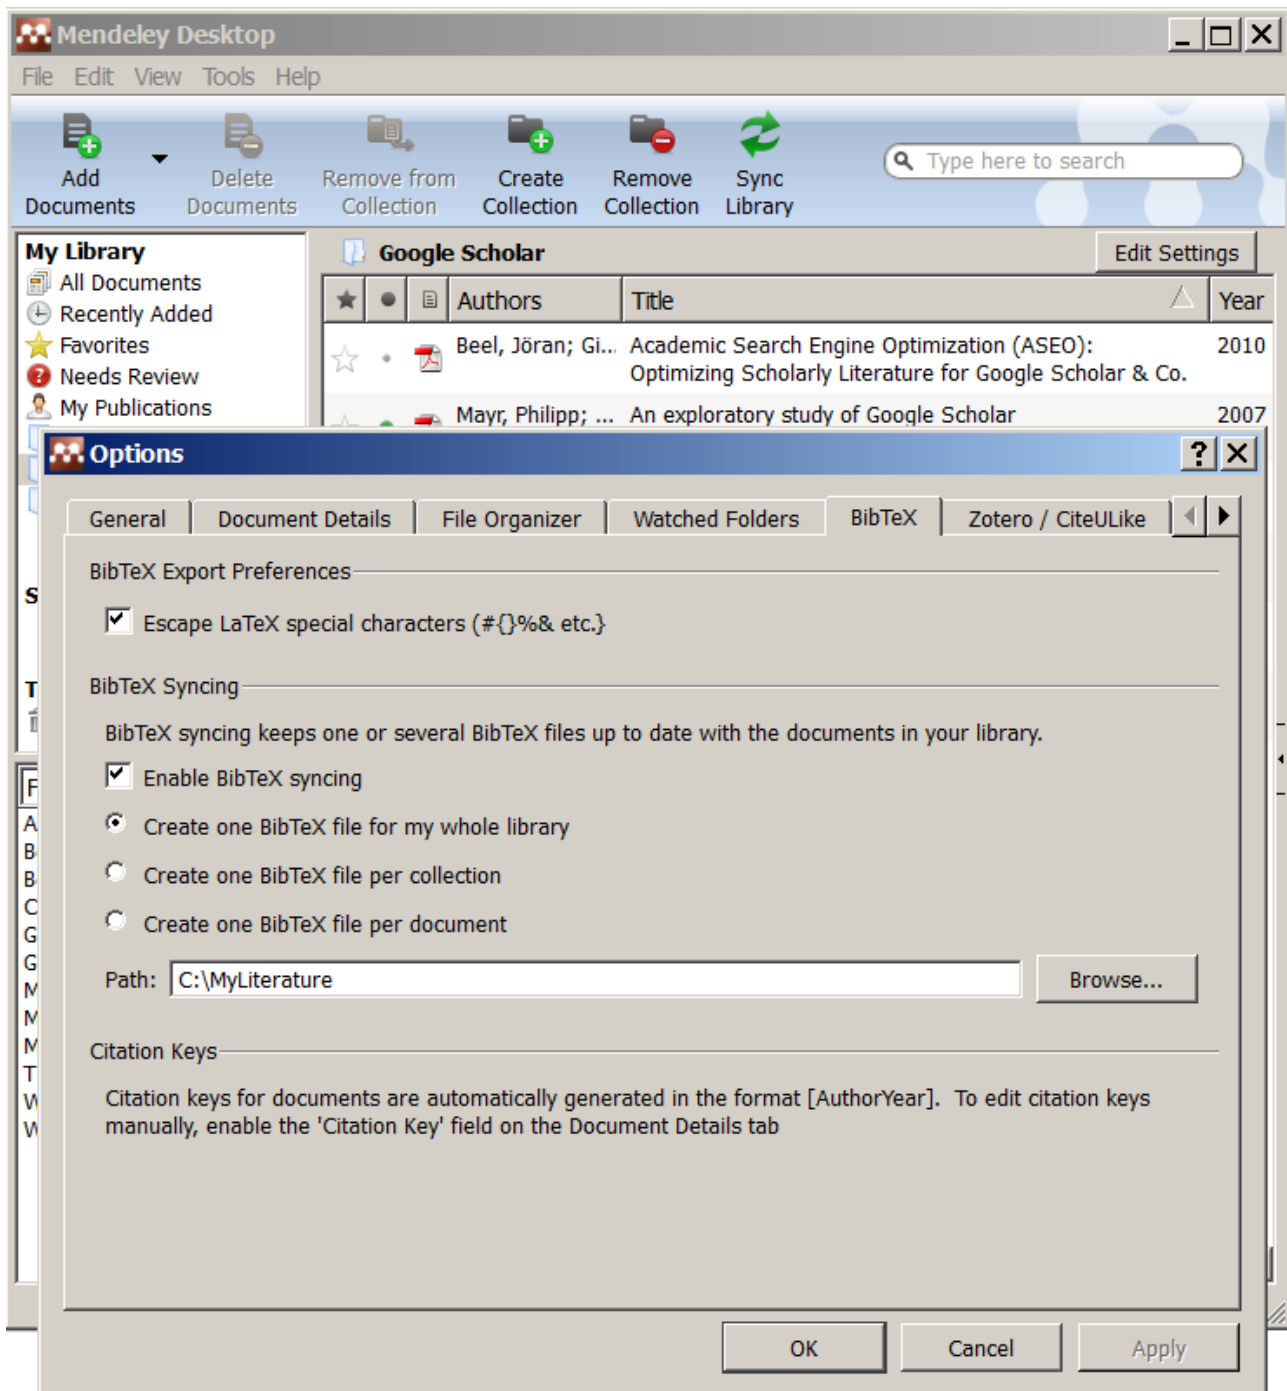 Mendeley Desktop
File Edit View Tools Help
Add Documents
Delete Documents
Remove from Collection
Create Collection
Remove Collection
Sync Library
Type here to search
My Library
All Documents
Recently Added
Favorites
Needs Review
My Publications
Google Scholar
Edit Settings
Authors Title Year
Beel, Jöran; Gi... Academic Search Engine Optimization (ASEO): 2010
Optimizing Scholarly Literature for Google Scholar & Co.
Mayr, Philipp; ... An exploratory study of Google Scholar 2007
Options
General Document Details File Organizer Watched Folders BibTeX Zotero / CiteULike
BibTeX Export Preferences
Escape LaTeX special characters (#{}%& etc.}
BibTeX Syncing
BibTeX syncing keeps one or several BibTeX files up to date with the documents in your library.
Enable BibTeX syncing
Create one BibTeX file for my whole library
Create one BibTeX file per collection
Create one BibTeX file per document
Path: C:\MyLiterature Browse...
Citation Keys
Citation keys for documents are automatically generated in the format [AuthorYear]. To edit citation keys
manually, enable the 'Citation Key' field on the Document Details tab
OK Cancel Apply